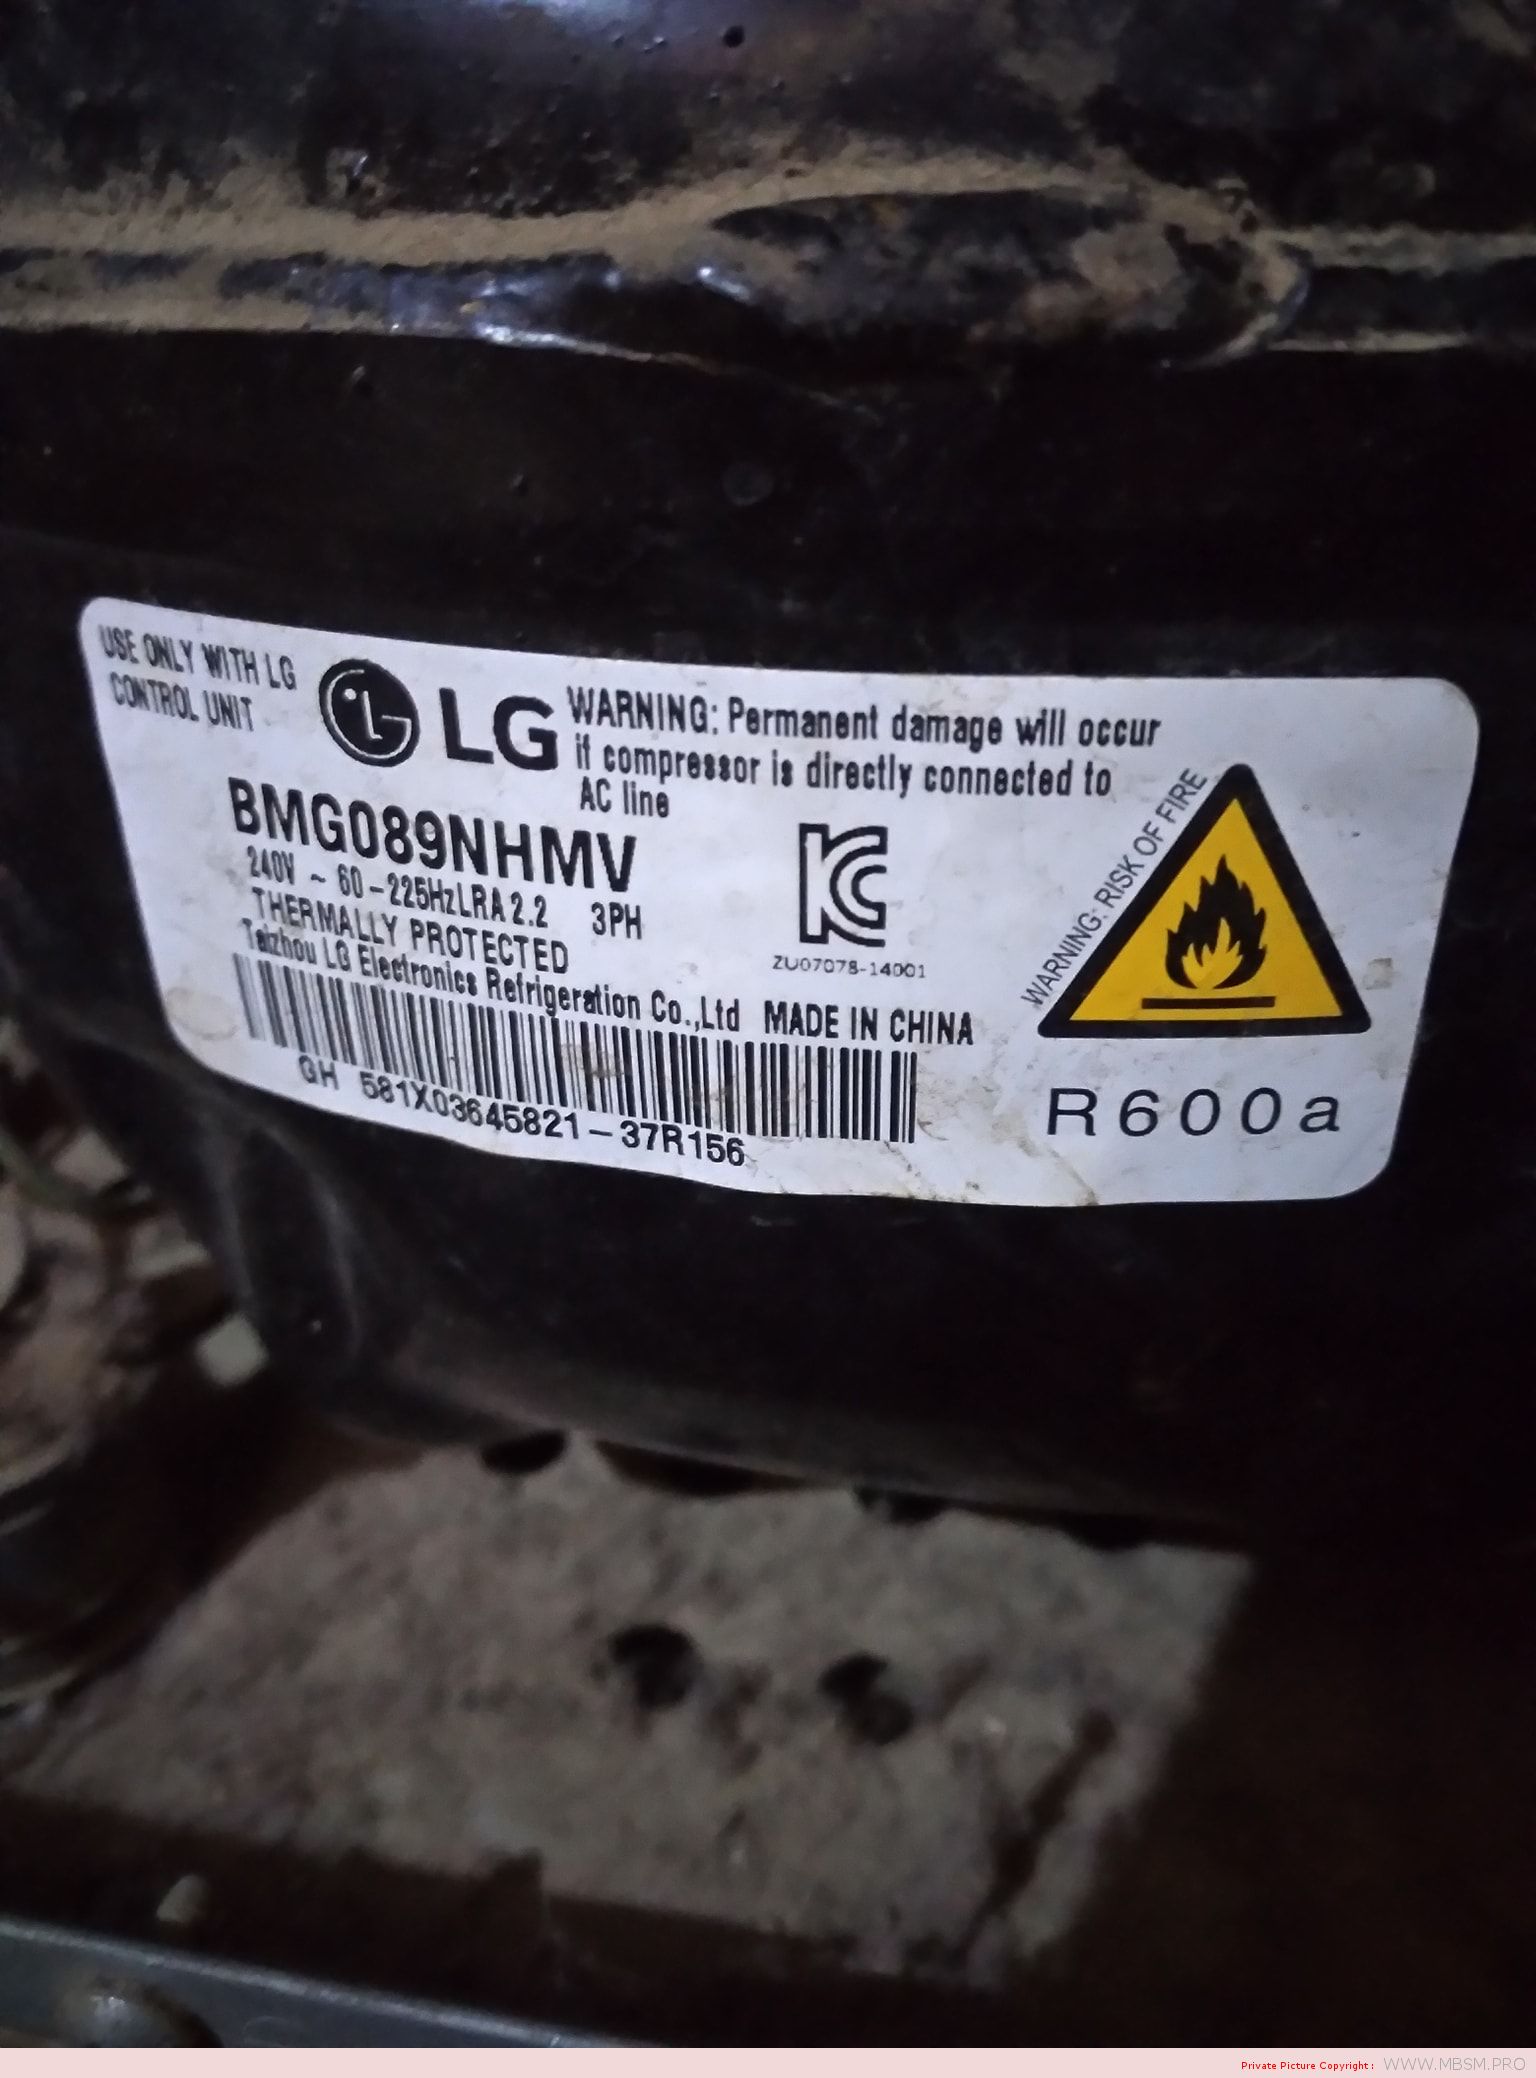 USE ONLY WITH LG
CONTROL UNIT
LG
WARNING: Permanent damage will occur
if compressor is directly connected to
AC line
BMG089NHMV
240V ~ 60-225Hz LRA 2.2 3PH
THERMALLY PROTECTED
Taizhou LG Electronics Refrigeration Co.,Ltd MADE IN CHINA
ZU07078-14001
GH 581X03645821-37R156
WARNING: RISK OF FIRE
R600a
Private Picture Copyright : WWW.MBSM.PRO